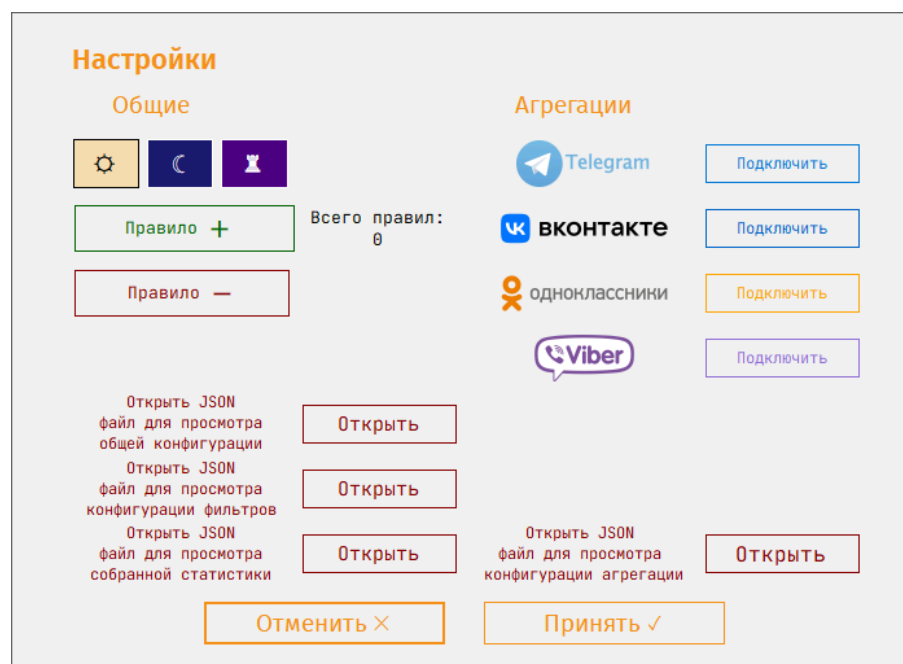 Настройки
Общие
Правило +
Всего правил:
0
Правило —
Открыть JSON
файл для просмотра
общей конфигурации
Открыть
Открыть JSON
файл для просмотра
конфигурации фильтров
Открыть
Открыть JSON
файл для просмотра
собранной статистики
Открыть
Агрегации
Telegram
Подключить
вконтакте
Подключить
одноклассники
Подключить
Viber
Подключить
Открыть JSON
файл для просмотра
конфигурации агрегации
Открыть
Отменить ×
Принять ✓